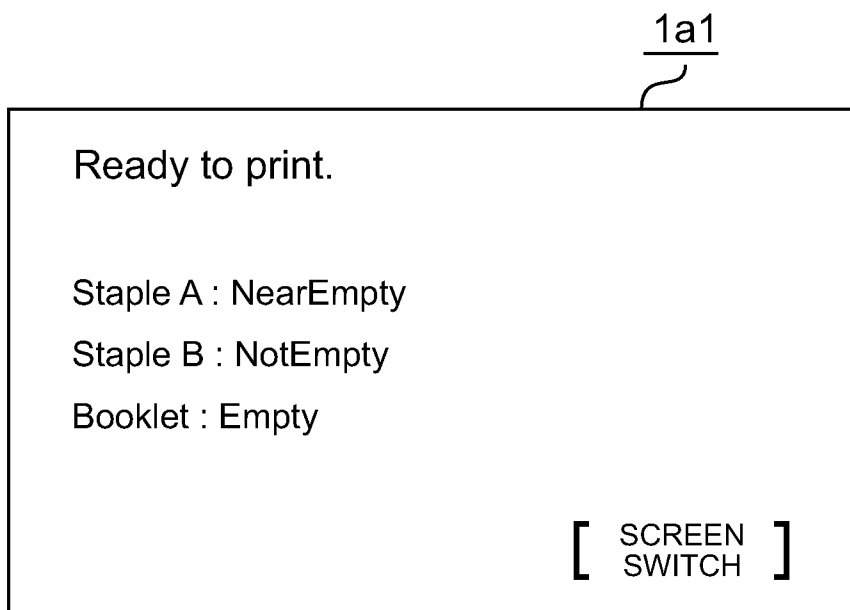 1a1
Ready to print.
Staple A : NearEmpty
Staple B : NotEmpty
Booklet : Empty
[ SCREEN
SWITCH ]